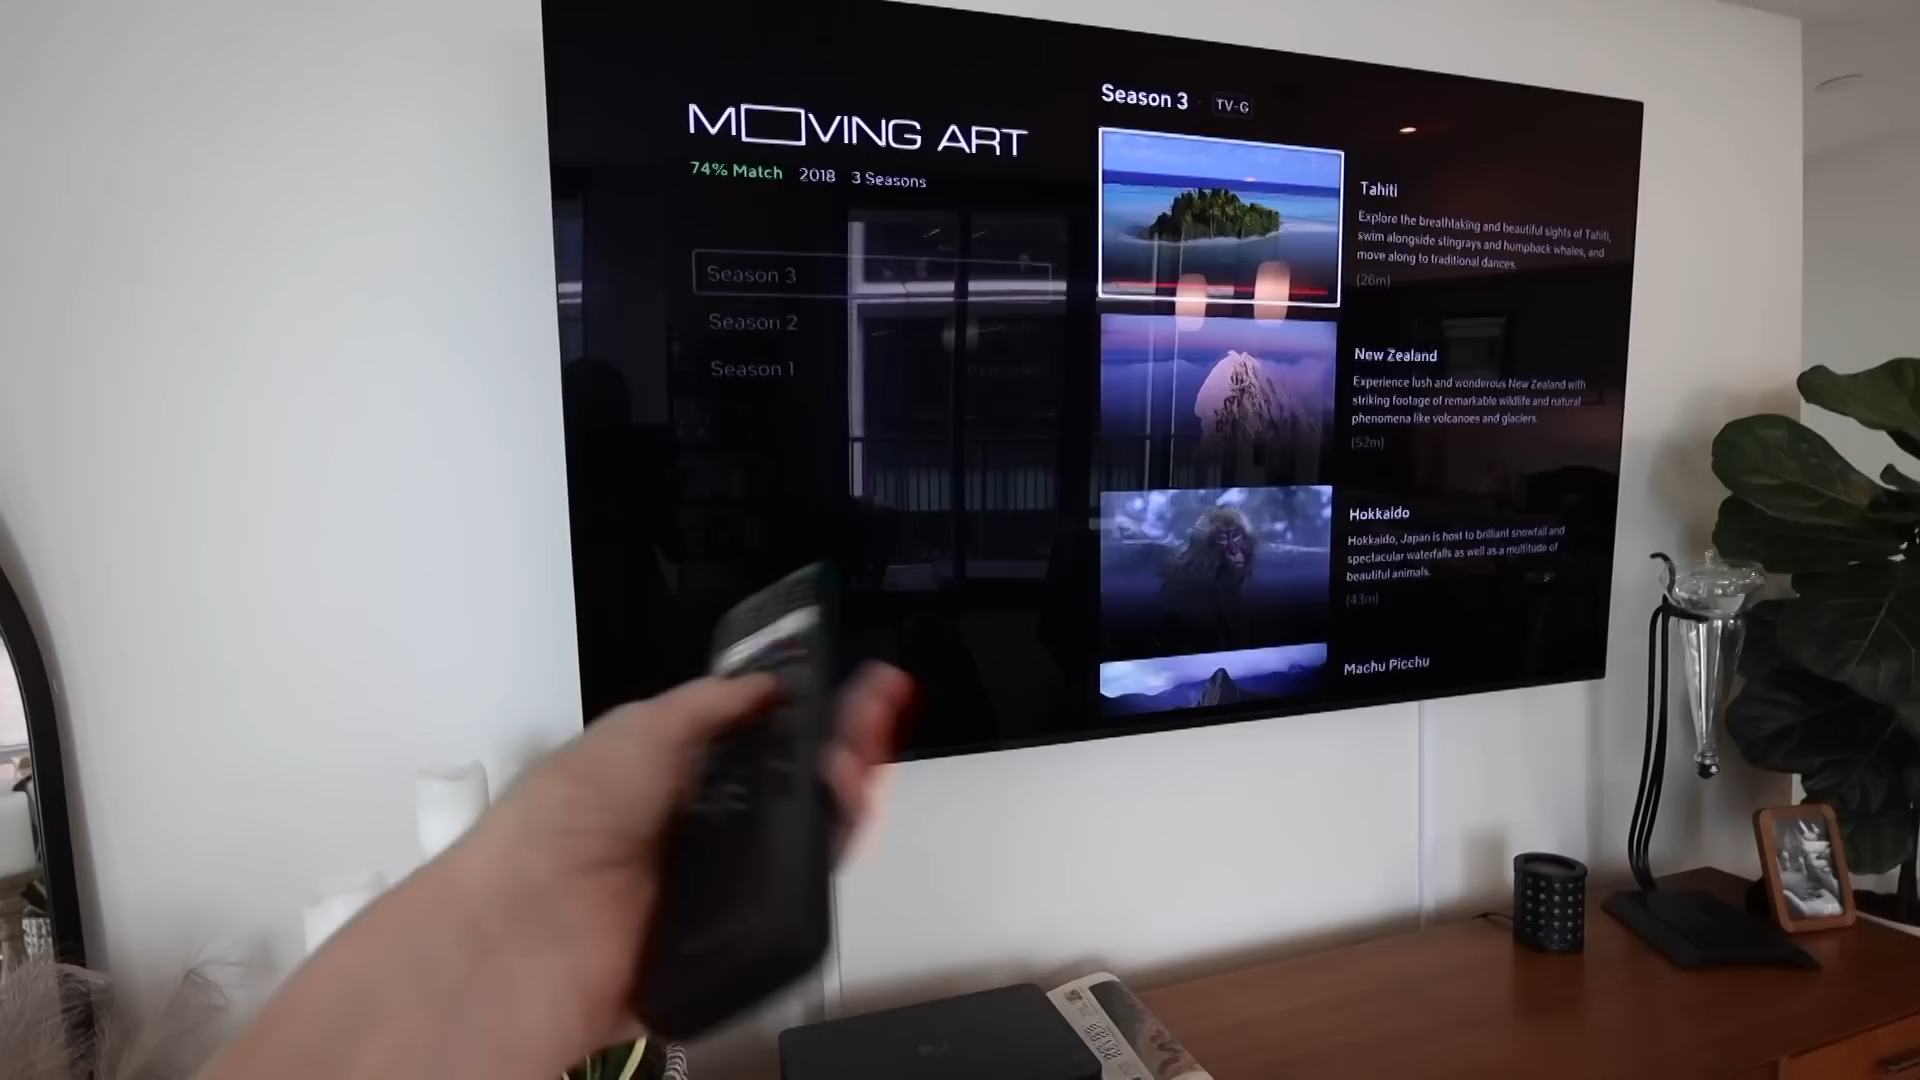 M□VING ART
74% Match 2018 3 Seasons
Season 3
Season 2
Season 1
Season 3 TV-G
Tahiti
Explore the breathtaking and beautiful sights of Tahiti,
swim alongside stingrays and humpback whales, and
move along to traditional dances.
(26m)
New Zealand
Experience lush and wonderous New Zealand with
striking footage of remarkable wildlife and natural
phenomena like volcanoes and glaciers.
(52m)
Hokkaido
Hokkaido, Japan is host to brilliant snowfall and
spectacular waterfalls as well as a multitude of
beautiful animals.
(43m)
Machu Picchu